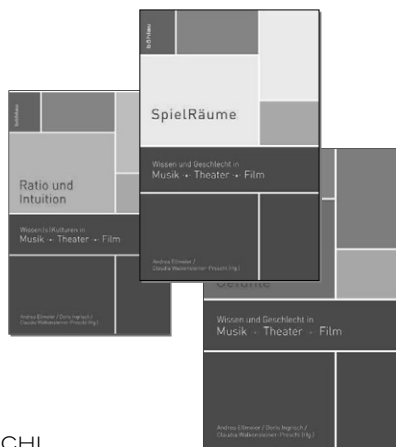 böhlau
SpielRäume
Wissen und Geschlecht in
Musik • Theater • Film
Andrea Ellmeier /
Claudia Walkensteiner-Preschl (Hg.)
Ratio und
Intuition
Wissen|s|Kulturen in
Musik • Theater • Film
Andrea Ellmeier / Doris Ingrisch /
Claudia Walkensteiner-Preschl (Hg.)
Wissen und Geschlecht in
Musik • Theater • Film
Andrea Ellmeier / Doris Ingrisch /
Claudia Walkensteiner-Preschl (Hg.)